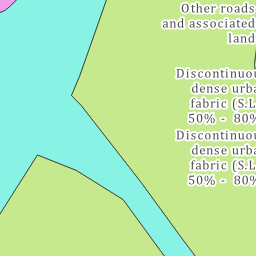 Other roads
and associated
land
Discontinuou
dense urba
fabric (S.L
50% - 80%
Discontinuou
dense urba
fabric (S.L
50% - 80%